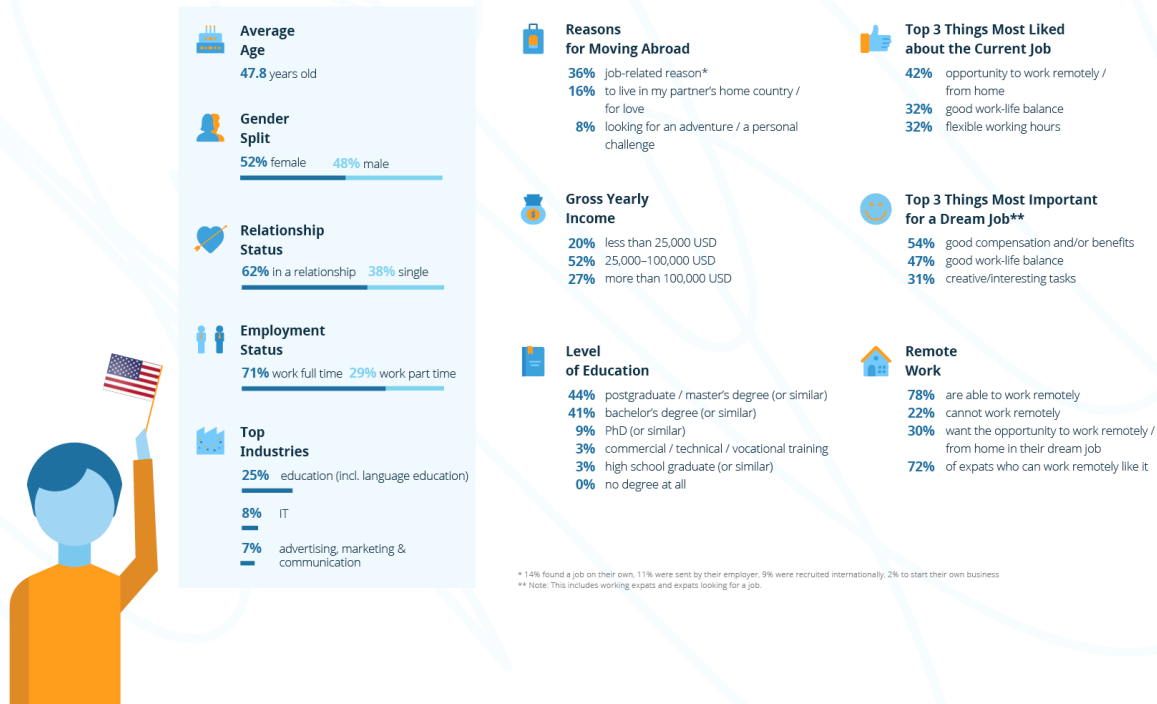 Average
Age
47.8 years old
Gender
Split
52% female 48% male
Relationship
Status
62% in a relationship 38% single
Employment
Status
71% work full time 29% work part time
Top
Industries
25% education (incl. language education)
8% IT
7% advertising, marketing &
communication
Reasons
for Moving Abroad
36% job-related reason*
16% to live in my partner's home country /
for love
8% looking for an adventure / a personal
challenge
Gross Yearly
Income
20% less than 25,000 USD
52% 25,000–100,000 USD
27% more than 100,000 USD
Level
of Education
44% postgraduate / master's degree (or similar)
41% bachelor's degree (or similar)
9% PhD (or similar)
3% commercial / technical / vocational training
3% high school graduate (or similar)
0% no degree at all
Top 3 Things Most Liked
about the Current Job
42% opportunity to work remotely /
from home
32% good work-life balance
32% flexible working hours
Top 3 Things Most Important
for a Dream Job**
54% good compensation and/or benefits
47% good work-life balance
31% creative/interesting tasks
Remote
Work
78% are able to work remotely
22% cannot work remotely
30% want the opportunity to work remotely /
from home in their dream job
72% of expats who can work remotely like it
* 14% found a job on their own, 11% were sent by their employer, 9% were recruited internationally, 2% to start their own business
** Note: This includes working expats and expats looking for a job.